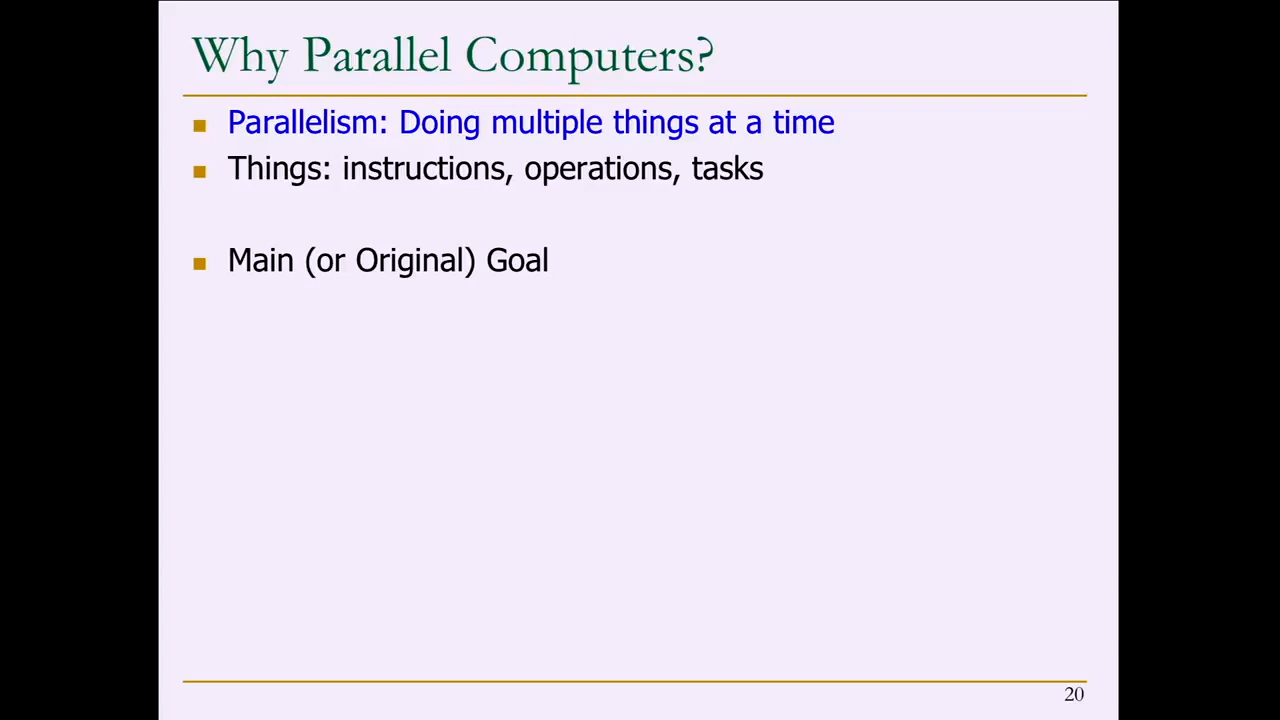 Why Parallel Computers?
Parallelism: Doing multiple things at a time
Things: instructions, operations, tasks
Main (or Original) Goal
20